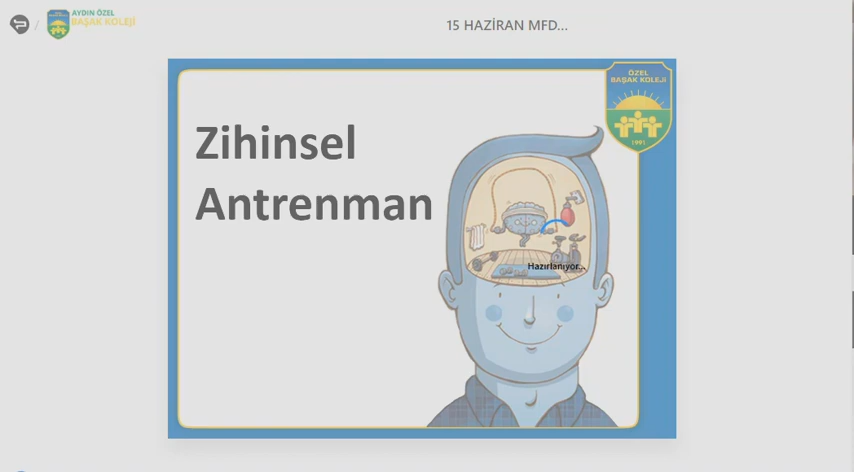 AYDIN ÖZEL
BAŞAK KOLEJİ
15 HAZİRAN MFD...
ÖZEL
BAŞAK KOLEJİ
1991
Zihinsel
Antrenman
Hazırlanıyor...